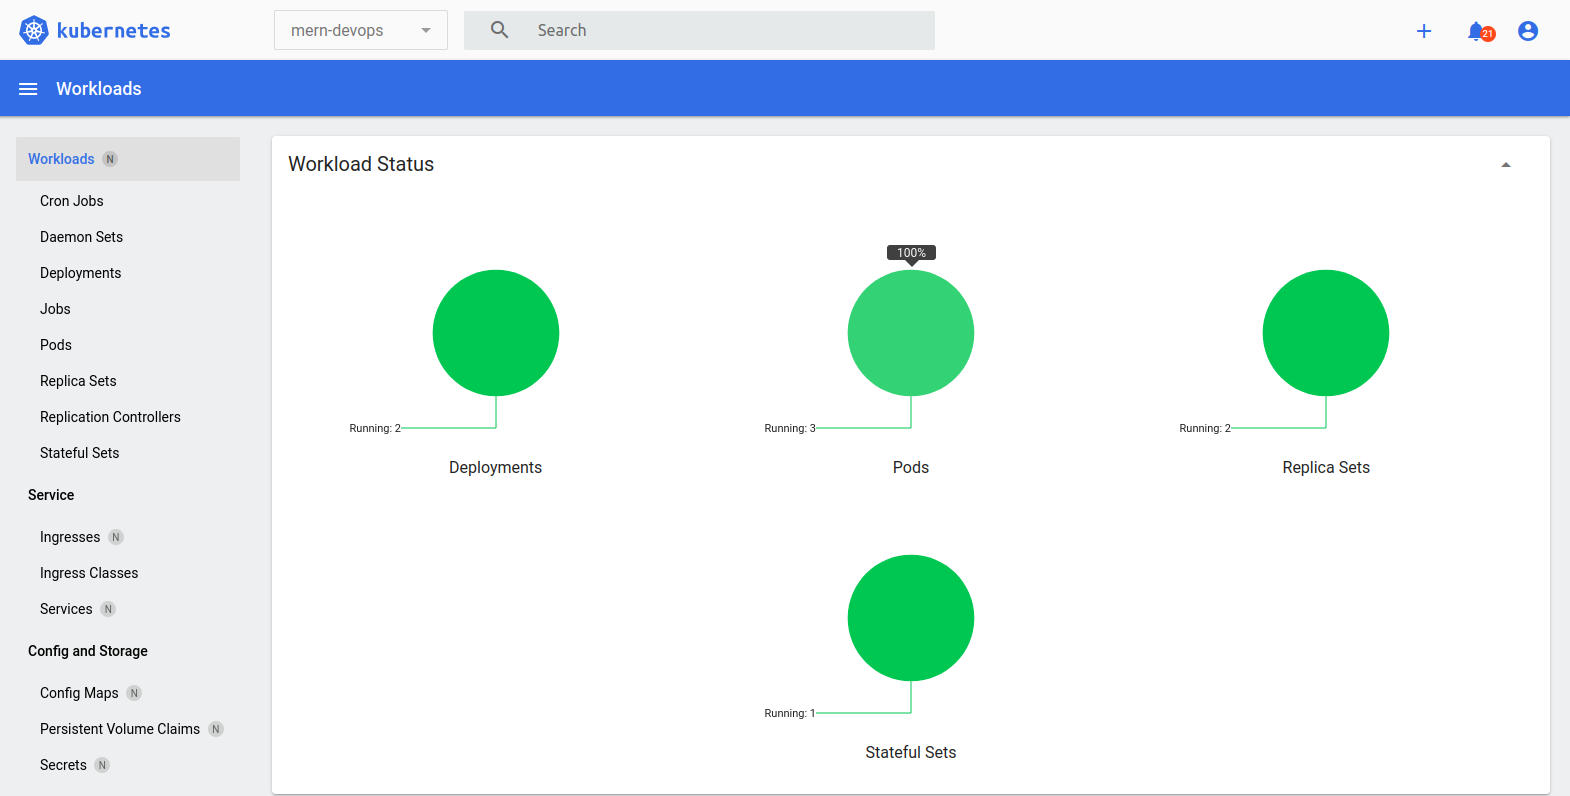 kubernetes
mern-devops
Search
21
Workloads
Workloads N
Cron Jobs
Daemon Sets
Deployments
Jobs
Pods
Replica Sets
Replication Controllers
Stateful Sets
Service
Ingresses N
Ingress Classes
Services N
Config and Storage
Config Maps N
Persistent Volume Claims N
Secrets N
Workload Status
100%
Running: 2
Running: 3
Running: 2
Deployments
Pods
Replica Sets
Running: 1
Stateful Sets